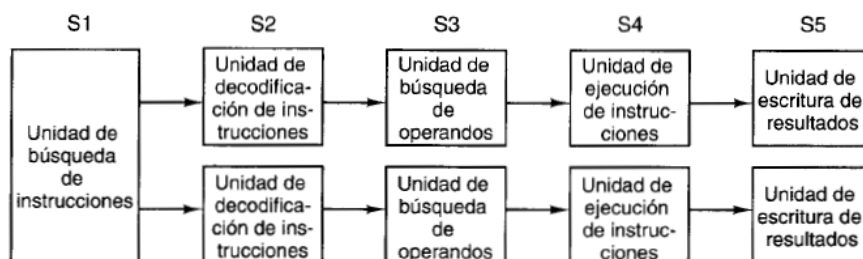 S1
S2
S3
S4
S5
Unidad de
búsqueda
de
instrucciones
Unidad de
decodifica-
ción de ins-
trucciones
Unidad de
búsqueda
de
operandos
Unidad de
ejecución
de instruc-
ciones
Unidad de
escritura de
resultados
Unidad de
decodifica-
ción de ins-
trucciones
Unidad de
búsqueda
de
operandos
Unidad de
ejecución
de instruc-
ciones
Unidad de
escritura de
resultados